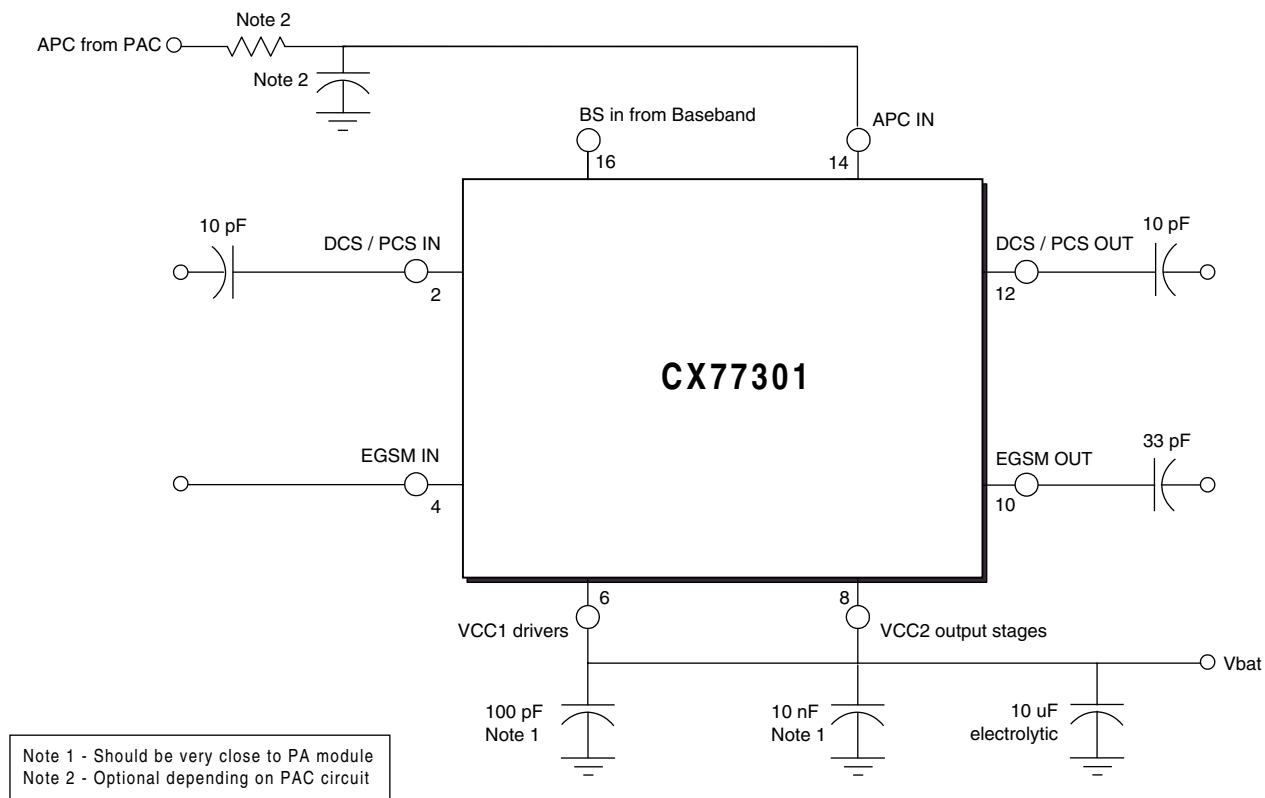 Note 2
APC from PAC
Note 2
BS in from Baseband
APC IN
16
14
10 pF
DCS / PCS IN
DCS / PCS OUT
10 pF
2
12
CX77301
EGSM IN
EGSM OUT
33 pF
4
10
6
8
VCC1 drivers
VCC2 output stages
Vbat
100 pF
Note 1
10 nF
Note 1
10 uF
electrolytic
Note 1 - Should be very close to PA module
Note 2 - Optional depending on PAC circuit